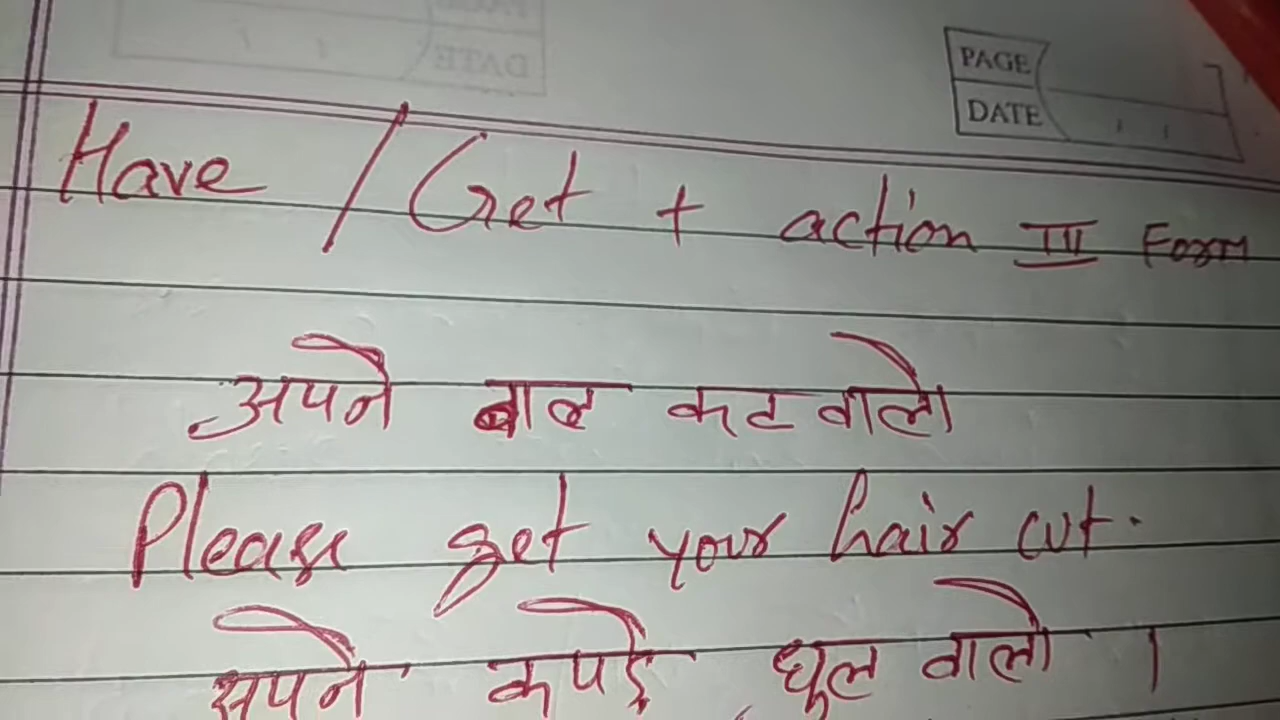 PAGE
DATE
Have / Get + action III Form
अपने बाल कटवालो
Please get your hair cut.
अपने कपड़े धूलवालो ।